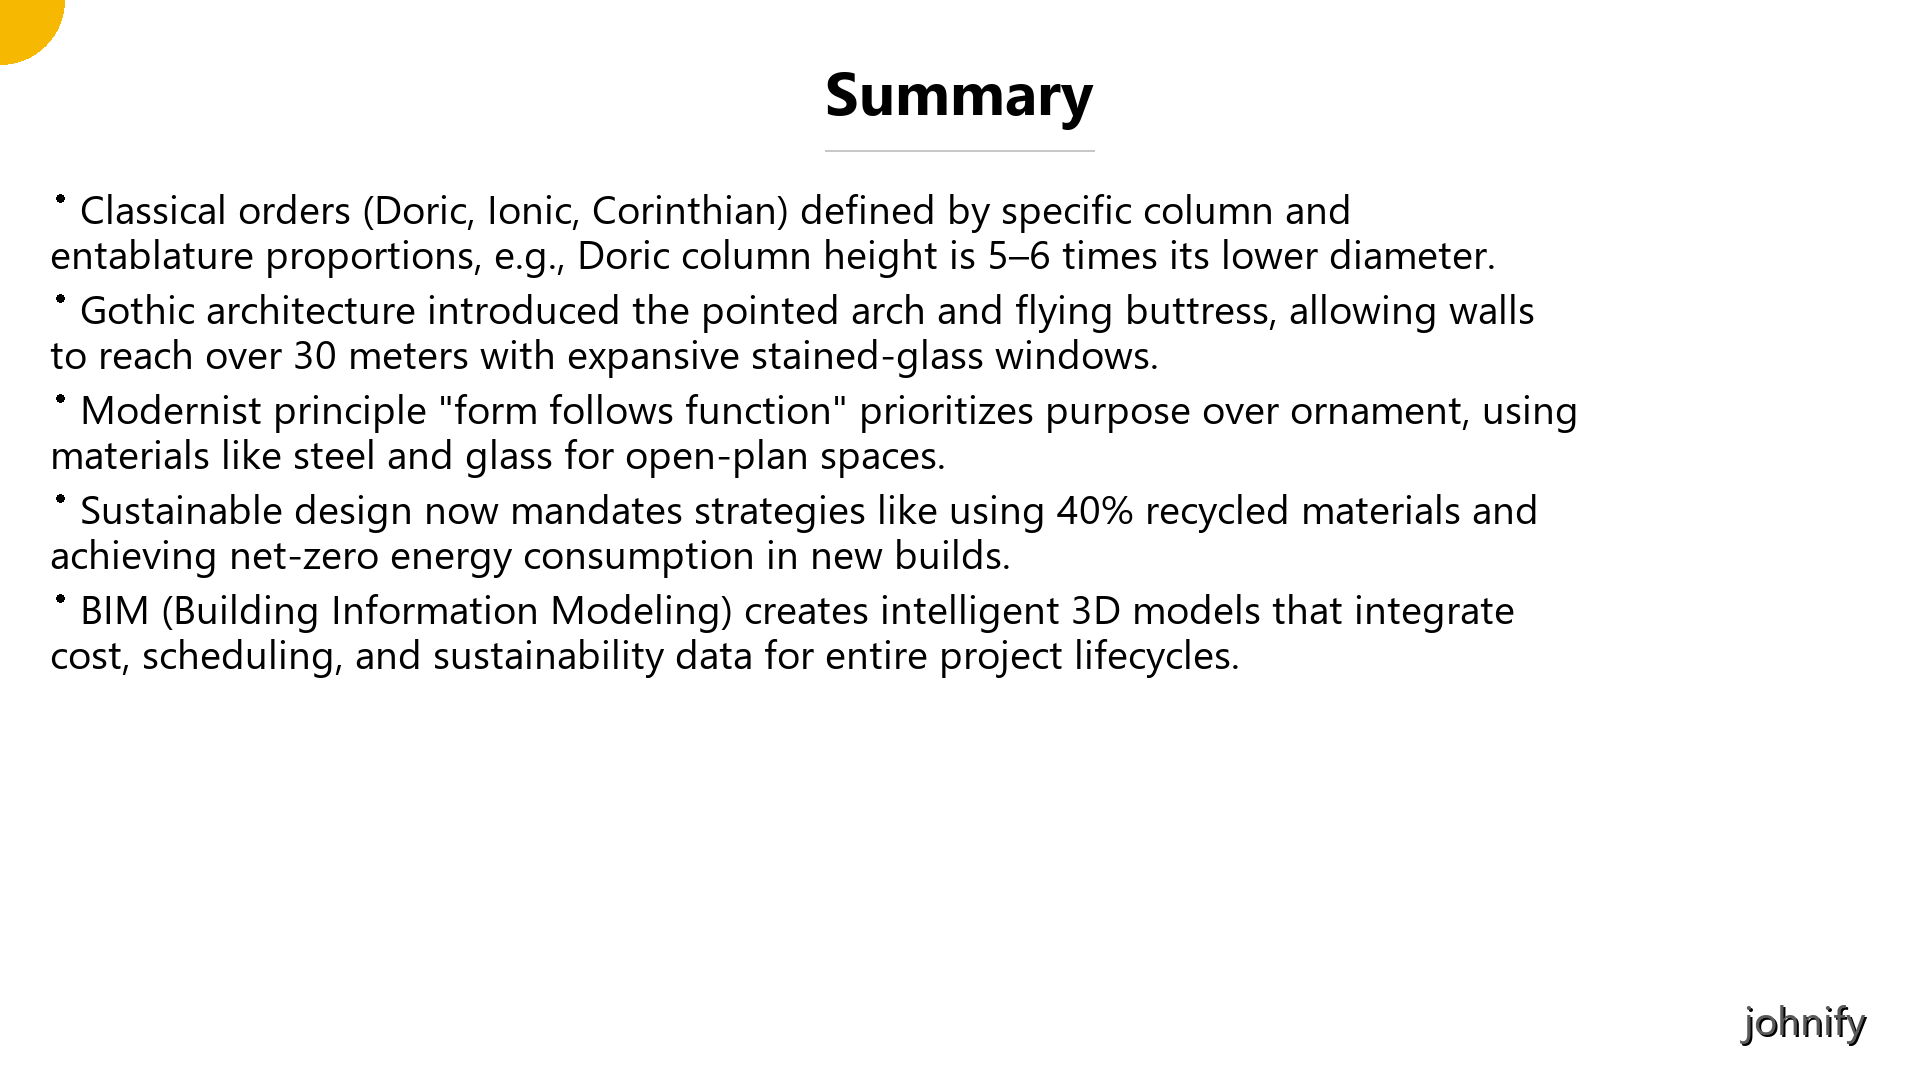 Summary
• Classical orders (Doric, Ionic, Corinthian) defined by specific column and
entablature proportions, e.g., Doric column height is 5–6 times its lower diameter.
• Gothic architecture introduced the pointed arch and flying buttress, allowing walls
to reach over 30 meters with expansive stained-glass windows.
• Modernist principle "form follows function" prioritizes purpose over ornament, using
materials like steel and glass for open-plan spaces.
• Sustainable design now mandates strategies like using 40% recycled materials and
achieving net-zero energy consumption in new builds.
• BIM (Building Information Modeling) creates intelligent 3D models that integrate
cost, scheduling, and sustainability data for entire project lifecycles.
johnify